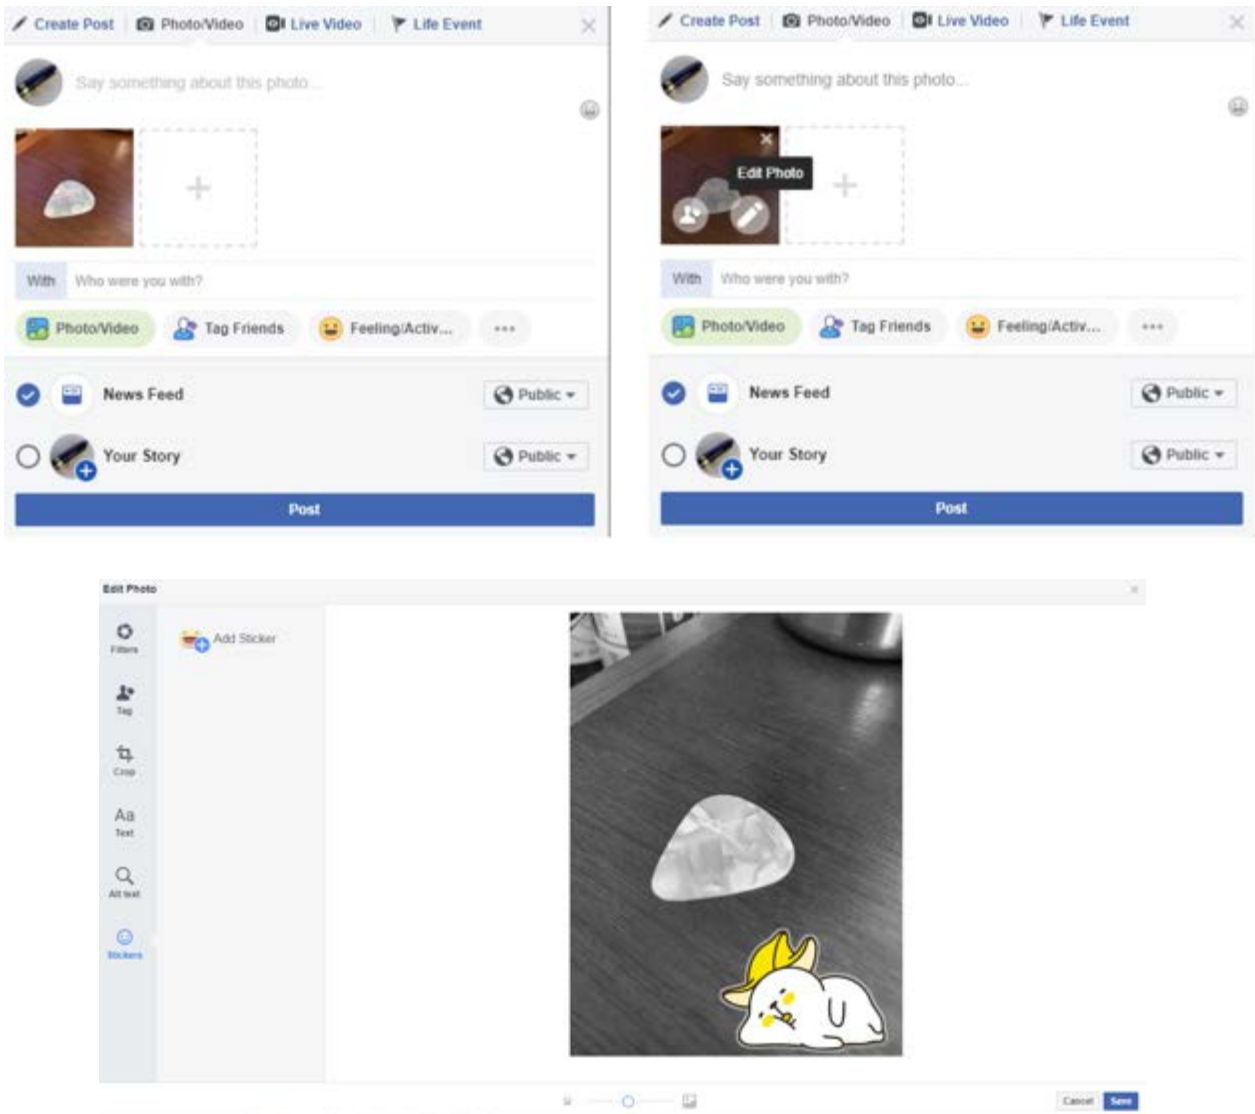 Create Post Photo/Video Live Video Life Event
Say something about this photo...
With Who were you with?
Photo/Video Tag Friends Feeling/Activ... 
News Feed Public
Your Story Public
Post
Create Post Photo/Video Live Video Life Event
Say something about this photo...
Edit Photo
With Who were you with?
Photo/Video Tag Friends Feeling/Activ...
News Feed Public
Your Story Public
Post
Edit Photo
Filters
Add Sticker
Tag
Crop
Aa
Text
Alt text
Stickers
Cancel Save